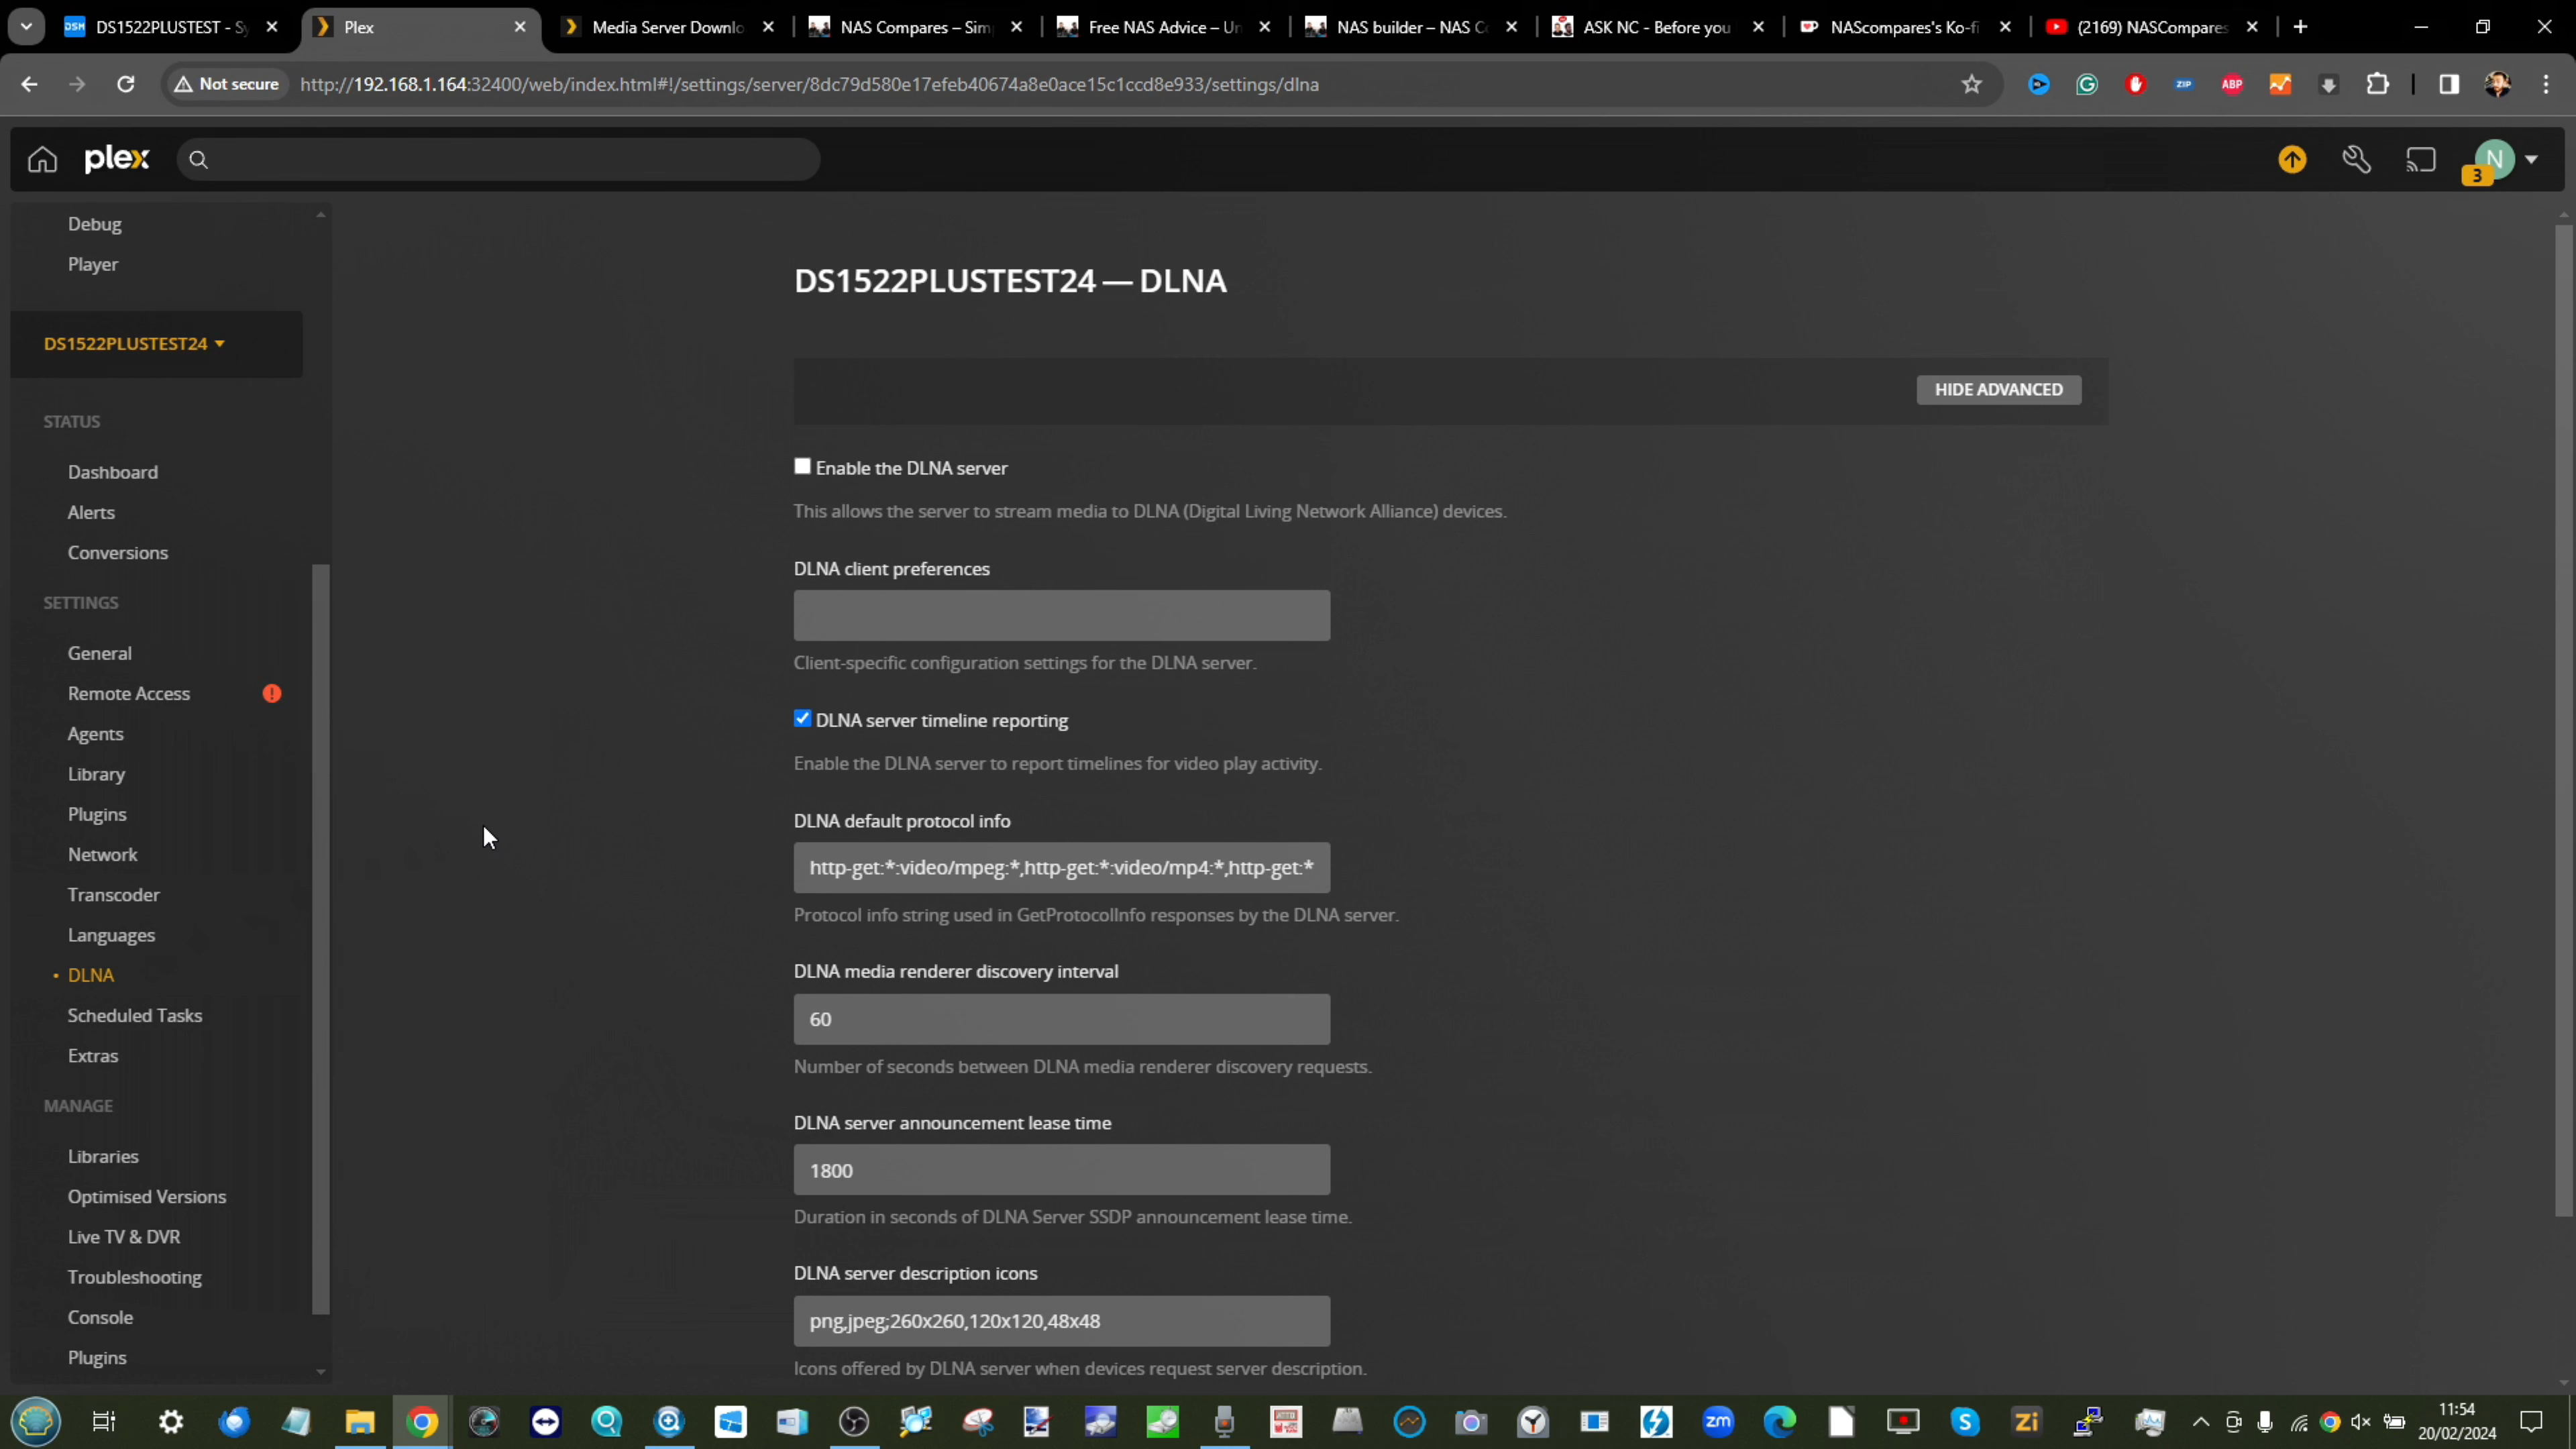 DS1522PLUSTEST - Sy
Plex
Media Server Downlo
NAS Compares – Sim
Free NAS Advice – Un
NAS builder – NAS Co
ASK NC - Before you
NAScompares's Ko-fi
(2169) NASCompares
Not secure
http://192.168.1.164:32400/web/index.html#!/settings/server/8dc79d580e17efeb40674a8e0ace15c1ccd8e933/settings/dlna
ZIP
ABP
plex
N
3
Debug
Player
DS1522PLUSTEST24
STATUS
Dashboard
Alerts
Conversions
SETTINGS
General
Remote Access
Agents
Library
Plugins
Network
Transcoder
Languages
DLNA
Scheduled Tasks
Extras
MANAGE
Libraries
Optimised Versions
Live TV & DVR
Troubleshooting
Console
Plugins
DS1522PLUSTEST24 — DLNA
HIDE ADVANCED
Enable the DLNA server
This allows the server to stream media to DLNA (Digital Living Network Alliance) devices.
DLNA client preferences
Client-specific configuration settings for the DLNA server.
DLNA server timeline reporting
Enable the DLNA server to report timelines for video play activity.
DLNA default protocol info
http-get:*:video/mpeg:*,http-get:*:video/mp4:*,http-get:*
Protocol info string used in GetProtocolInfo responses by the DLNA server.
DLNA media renderer discovery interval
60
Number of seconds between DLNA media renderer discovery requests.
DLNA server announcement lease time
1800
Duration in seconds of DLNA Server SSDP announcement lease time.
DLNA server description icons
png,jpeg;260x260,120x120,48x48
Icons offered by DLNA server when devices request server description.
zm
S
Zi
11:54
20/02/2024